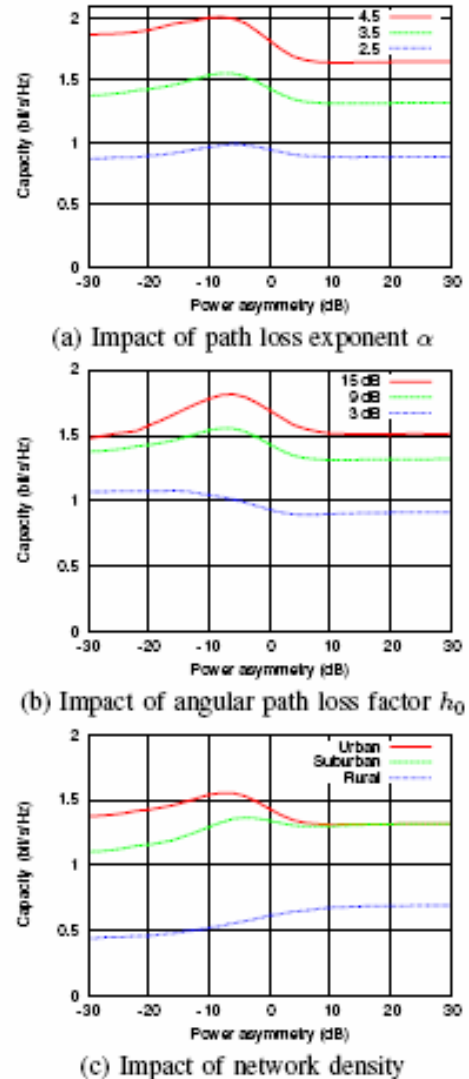 4.5
3.5
2.5
2
1.5
1
0.5
0
Capacity (bit/s/Hz)
-30 -20 -10 0 10 20 30
Power asymmetry (dB)
(a) Impact of path loss exponent α
15 dB
9 dB
3 dB
2
1.5
1
0.5
0
Capacity (bit/s/Hz)
-30 -20 -10 0 10 20 30
Power asymmetry (dB)
(b) Impact of angular path loss factor h₀
Urban
Suburban
Rural
2
1.5
1
0.5
0
Capacity (bit/s/Hz)
-30 -20 -10 0 10 20 30
Power asymmetry (dB)
(c) Impact of network density